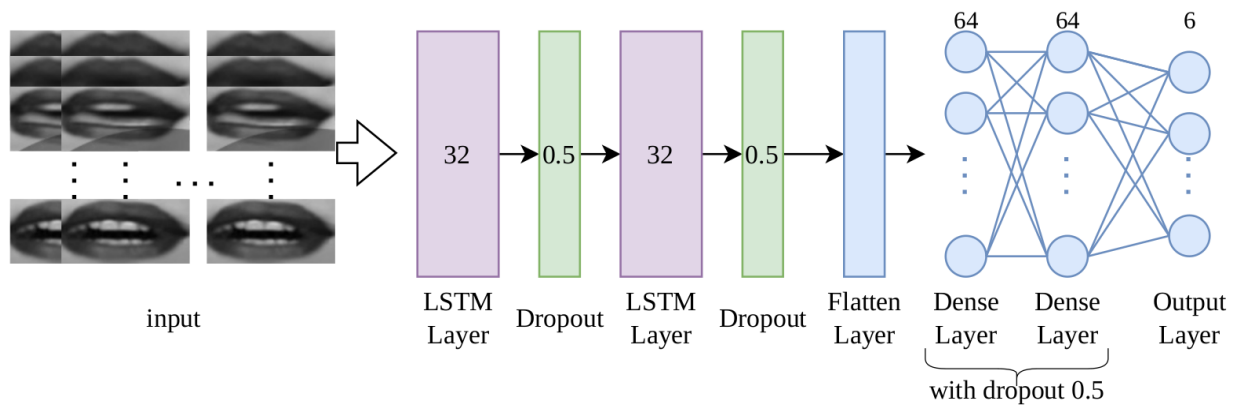 64 64 6
32 0.5 32 0.5
input
LSTM
Layer
Dropout
LSTM
Layer
Dropout
Flatten
Layer
Dense
Layer
Dense
Layer
Output
Layer
with dropout 0.5